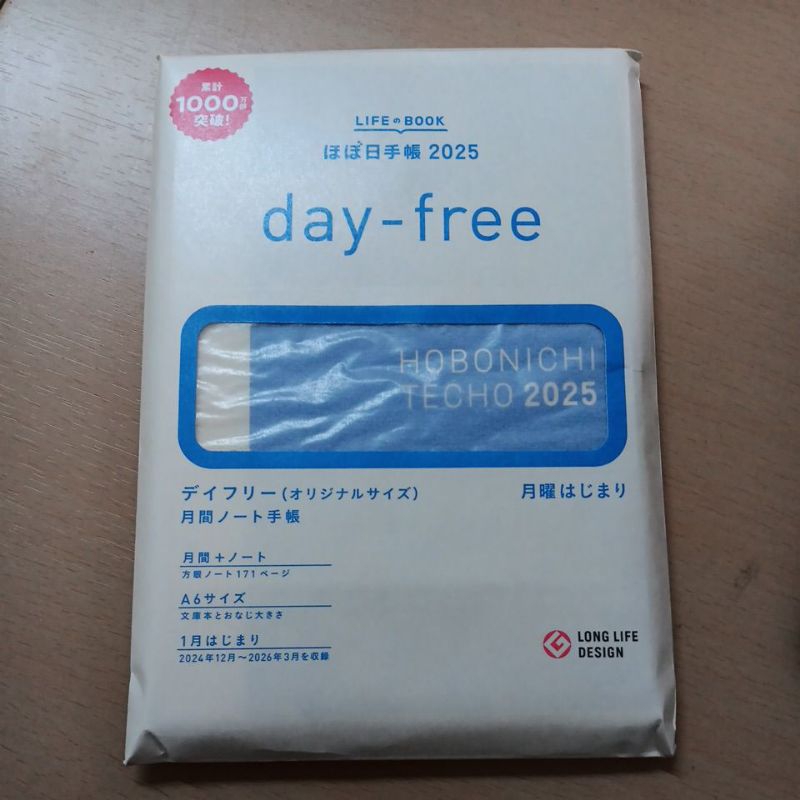 累計
1000万部
突破!
LIFEのBOOK
ほぼ日手帳 2025
day-free
HOBONICHI
TECHO 2025
デイフリー(オリジナルサイズ)
月曜はじまり
月間ノート手帳
月間+ノート
方眼ノート171ページ
A6サイズ
文庫本とおなじ大きさ
1月はじまり
2024年12月~2026年3月を収録
LONG LIFE
DESIGN